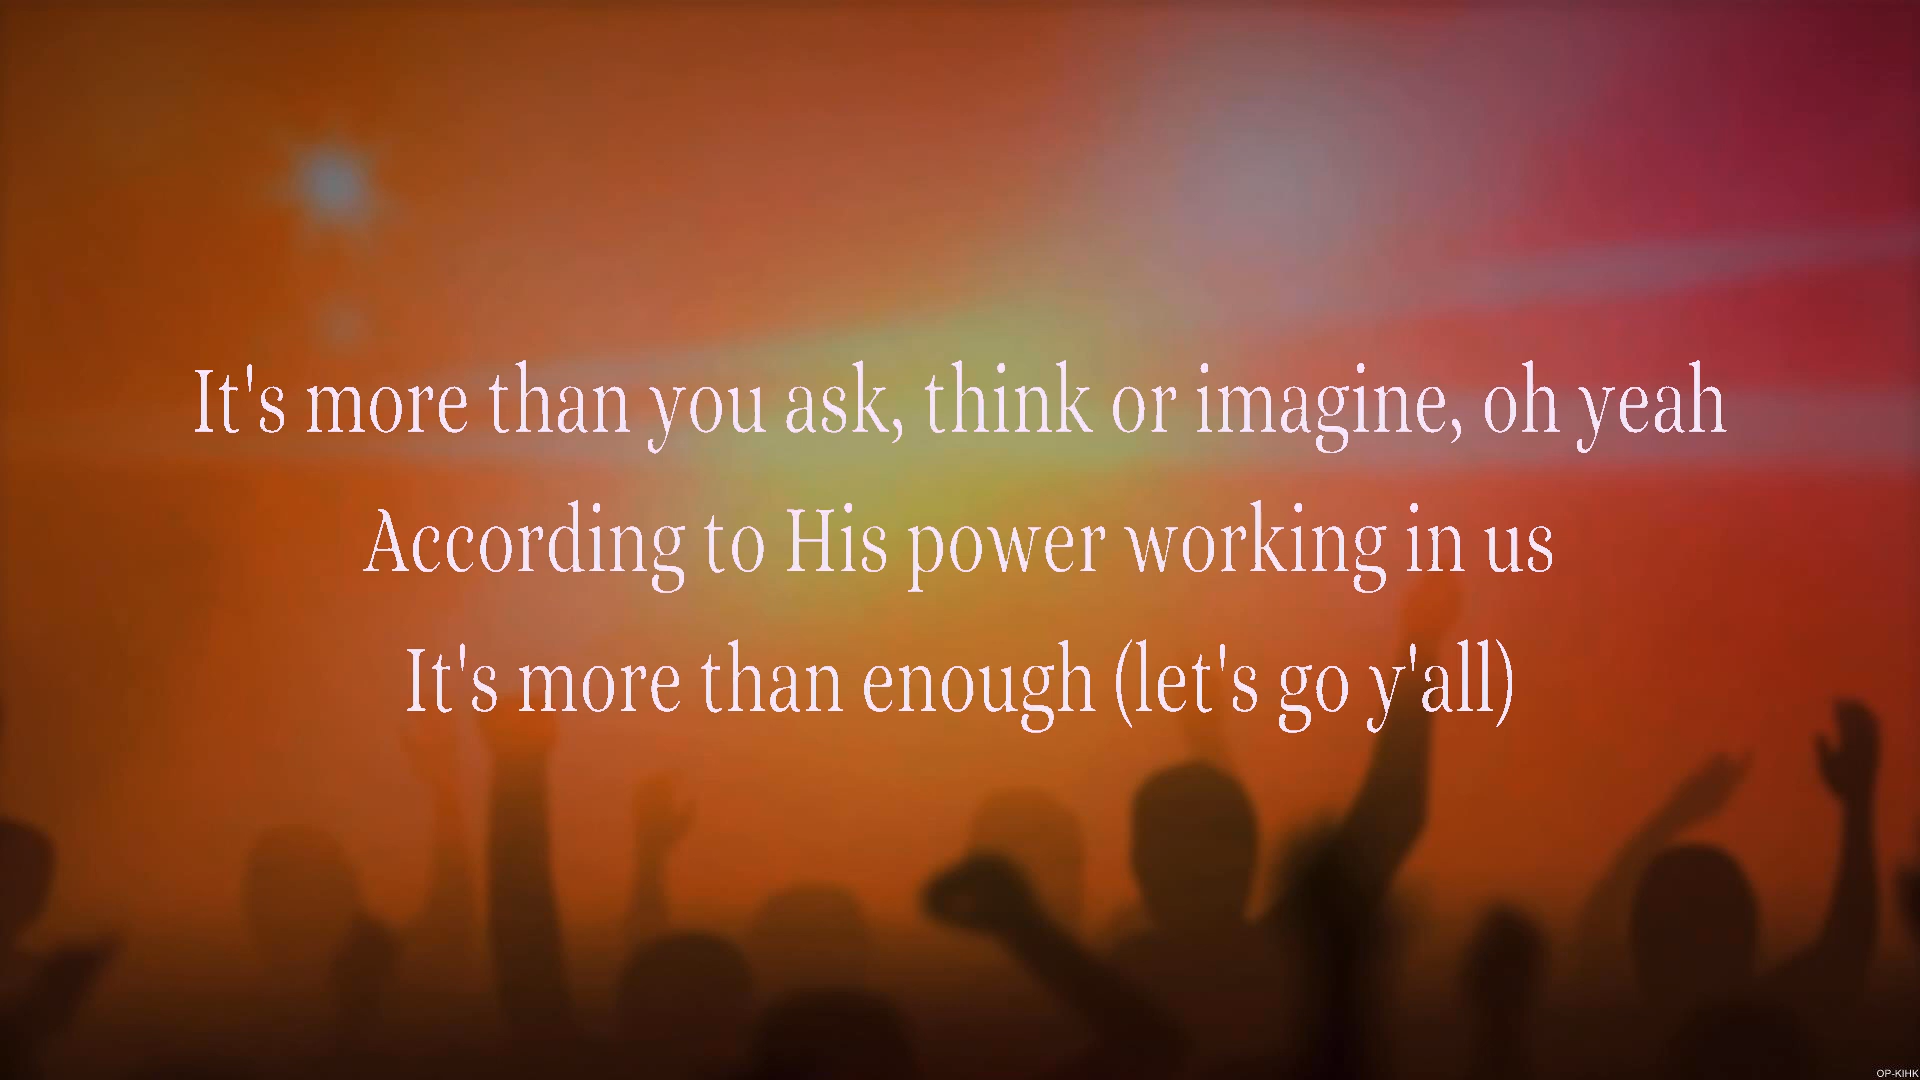 It's more than you ask, think or imagine, oh yeah
According to His power working in us
It's more than enough (let's go y'all)
OP-KIHK